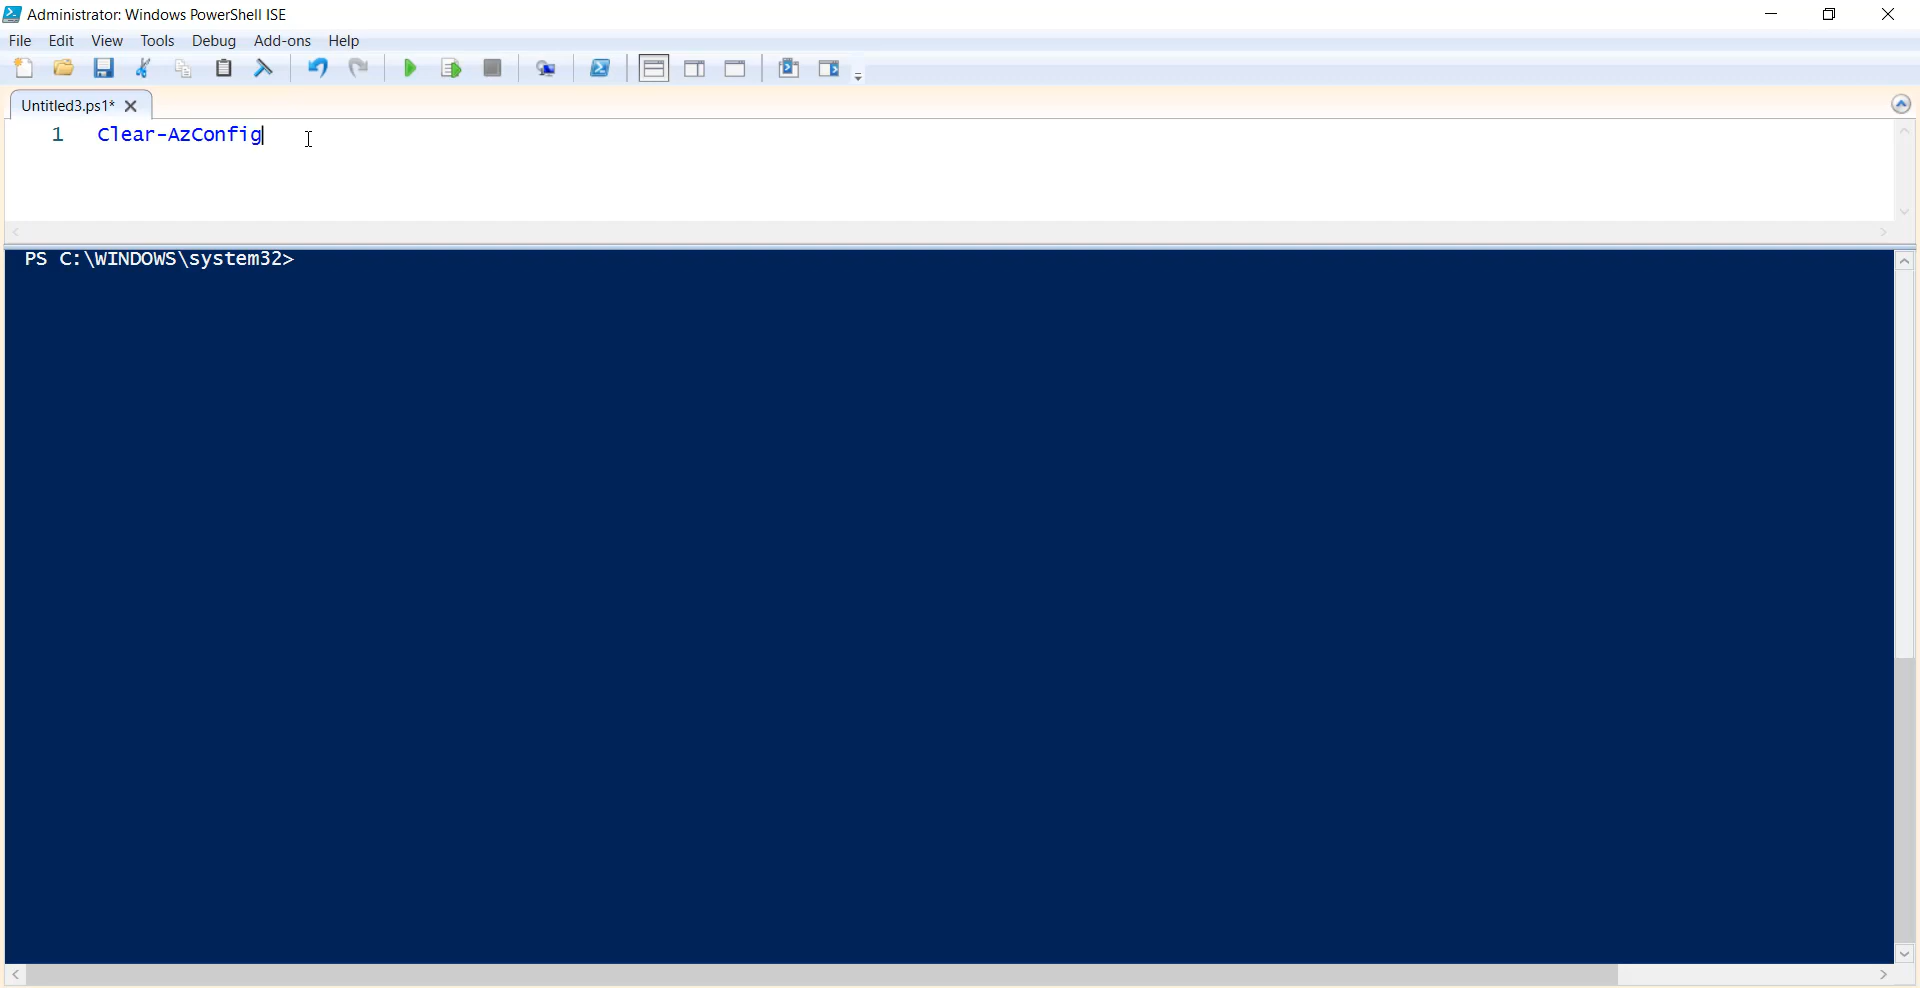 Administrator: Windows PowerShell ISE
File Edit View Tools Debug Add-ons Help
Untitled3.ps1*
1 Clear-AzConfig
PS C:\WINDOWS\system32>